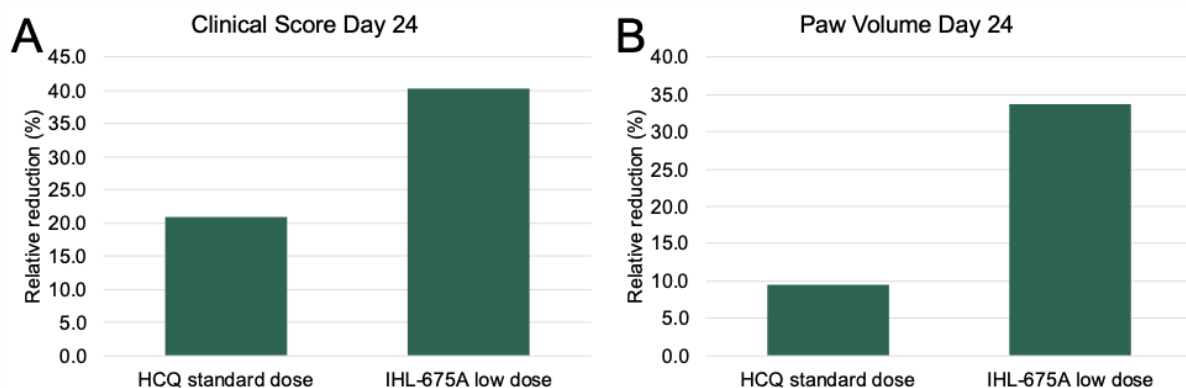 A
Clinical Score Day 24
Relative reduction (%)
45.0
40.0
35.0
30.0
25.0
20.0
15.0
10.0
5.0
0.0
HCQ standard dose
IHL-675A low dose
B
Paw Volume Day 24
Relative reduction (%)
40.0
35.0
30.0
25.0
20.0
15.0
10.0
5.0
0.0
HCQ standard dose
IHL-675A low dose